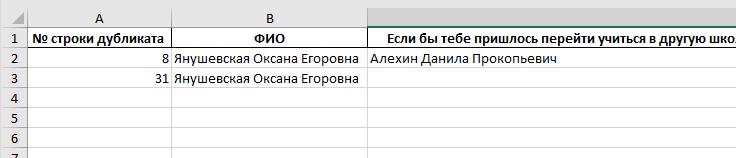 A B
1 № строки дубликата ФИО Если бы тебе пришлось перейти учиться в другую шко
2 8 Янушевская Оксана Егоровна Алехин Данила Прокопьевич
3 31 Янушевская Оксана Егоровна
4
5
6